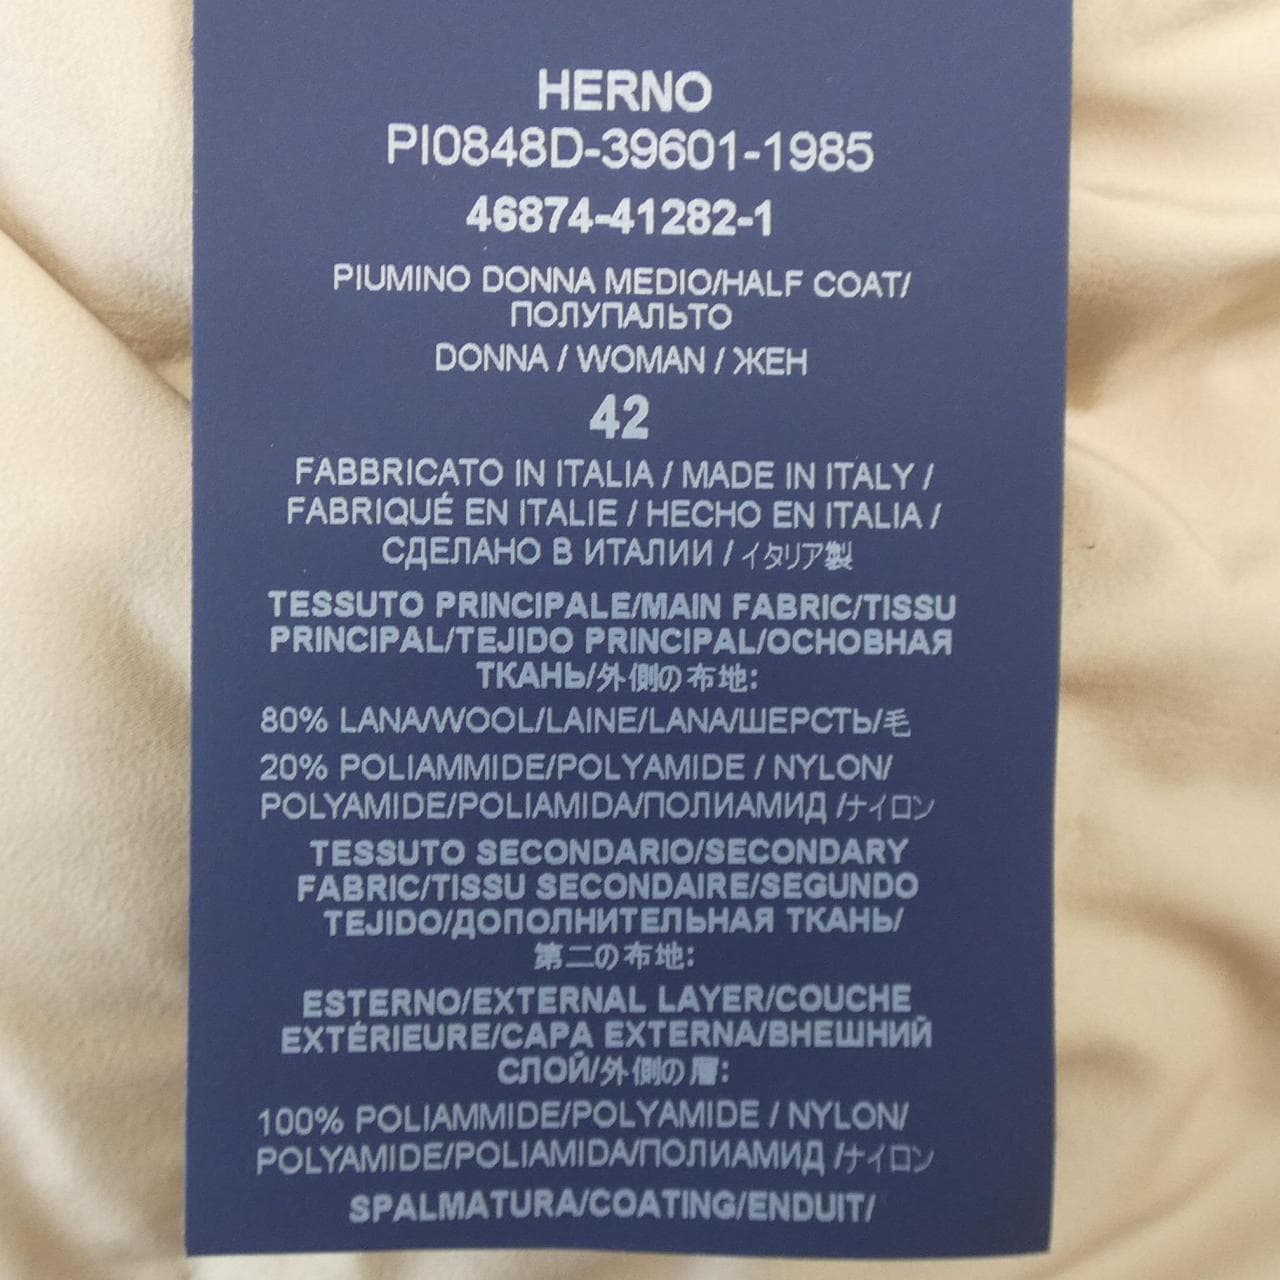 HERNO
PI0848D-39601-1985
46874-41282-1
PIUMINO DONNA MEDIO/HALF COAT/
ПОЛУПАЛЬТО
DONNA / WOMAN / ЖЕН
42
FABBRICATO IN ITALIA / MADE IN ITALY /
FABRIQUÉ EN ITALIE / HECHO EN ITALIA /
СДЕЛАНО В ИТАЛИИ / イタリア製
TESSUTO PRINCIPALE/MAIN FABRIC/TISSU
PRINCIPAL/TEJIDO PRINCIPAL/ОСНОВНАЯ
ТКАНЬ/外側の布地:
80% LANA/WOOL/LAINE/LANA/ШЕРСТЬ/毛
20% POLIAMMIDE/POLYAMIDE / NYLON/
POLYAMIDE/POLIAMIDA/ПОЛИАМИД /ナイロン
TESSUTO SECONDARIO/SECONDARY
FABRIC/TISSU SECONDAIRE/SEGUNDO
TEJIDO/ДОПОЛНИТЕЛЬНАЯ ТКАНЬ/
第二の布地:
ESTERNO/EXTERNAL LAYER/COUCHE
EXTÉRIEURE/CAPA EXTERNA/ВНЕШНИЙ
СЛОЙ/外側の層:
100% POLIAMMIDE/POLYAMIDE / NYLON/
POLYAMIDE/POLIAMIDA/ПОЛИАМИД /ナイロン
SPALMATURA/COATING/ENDUIT/